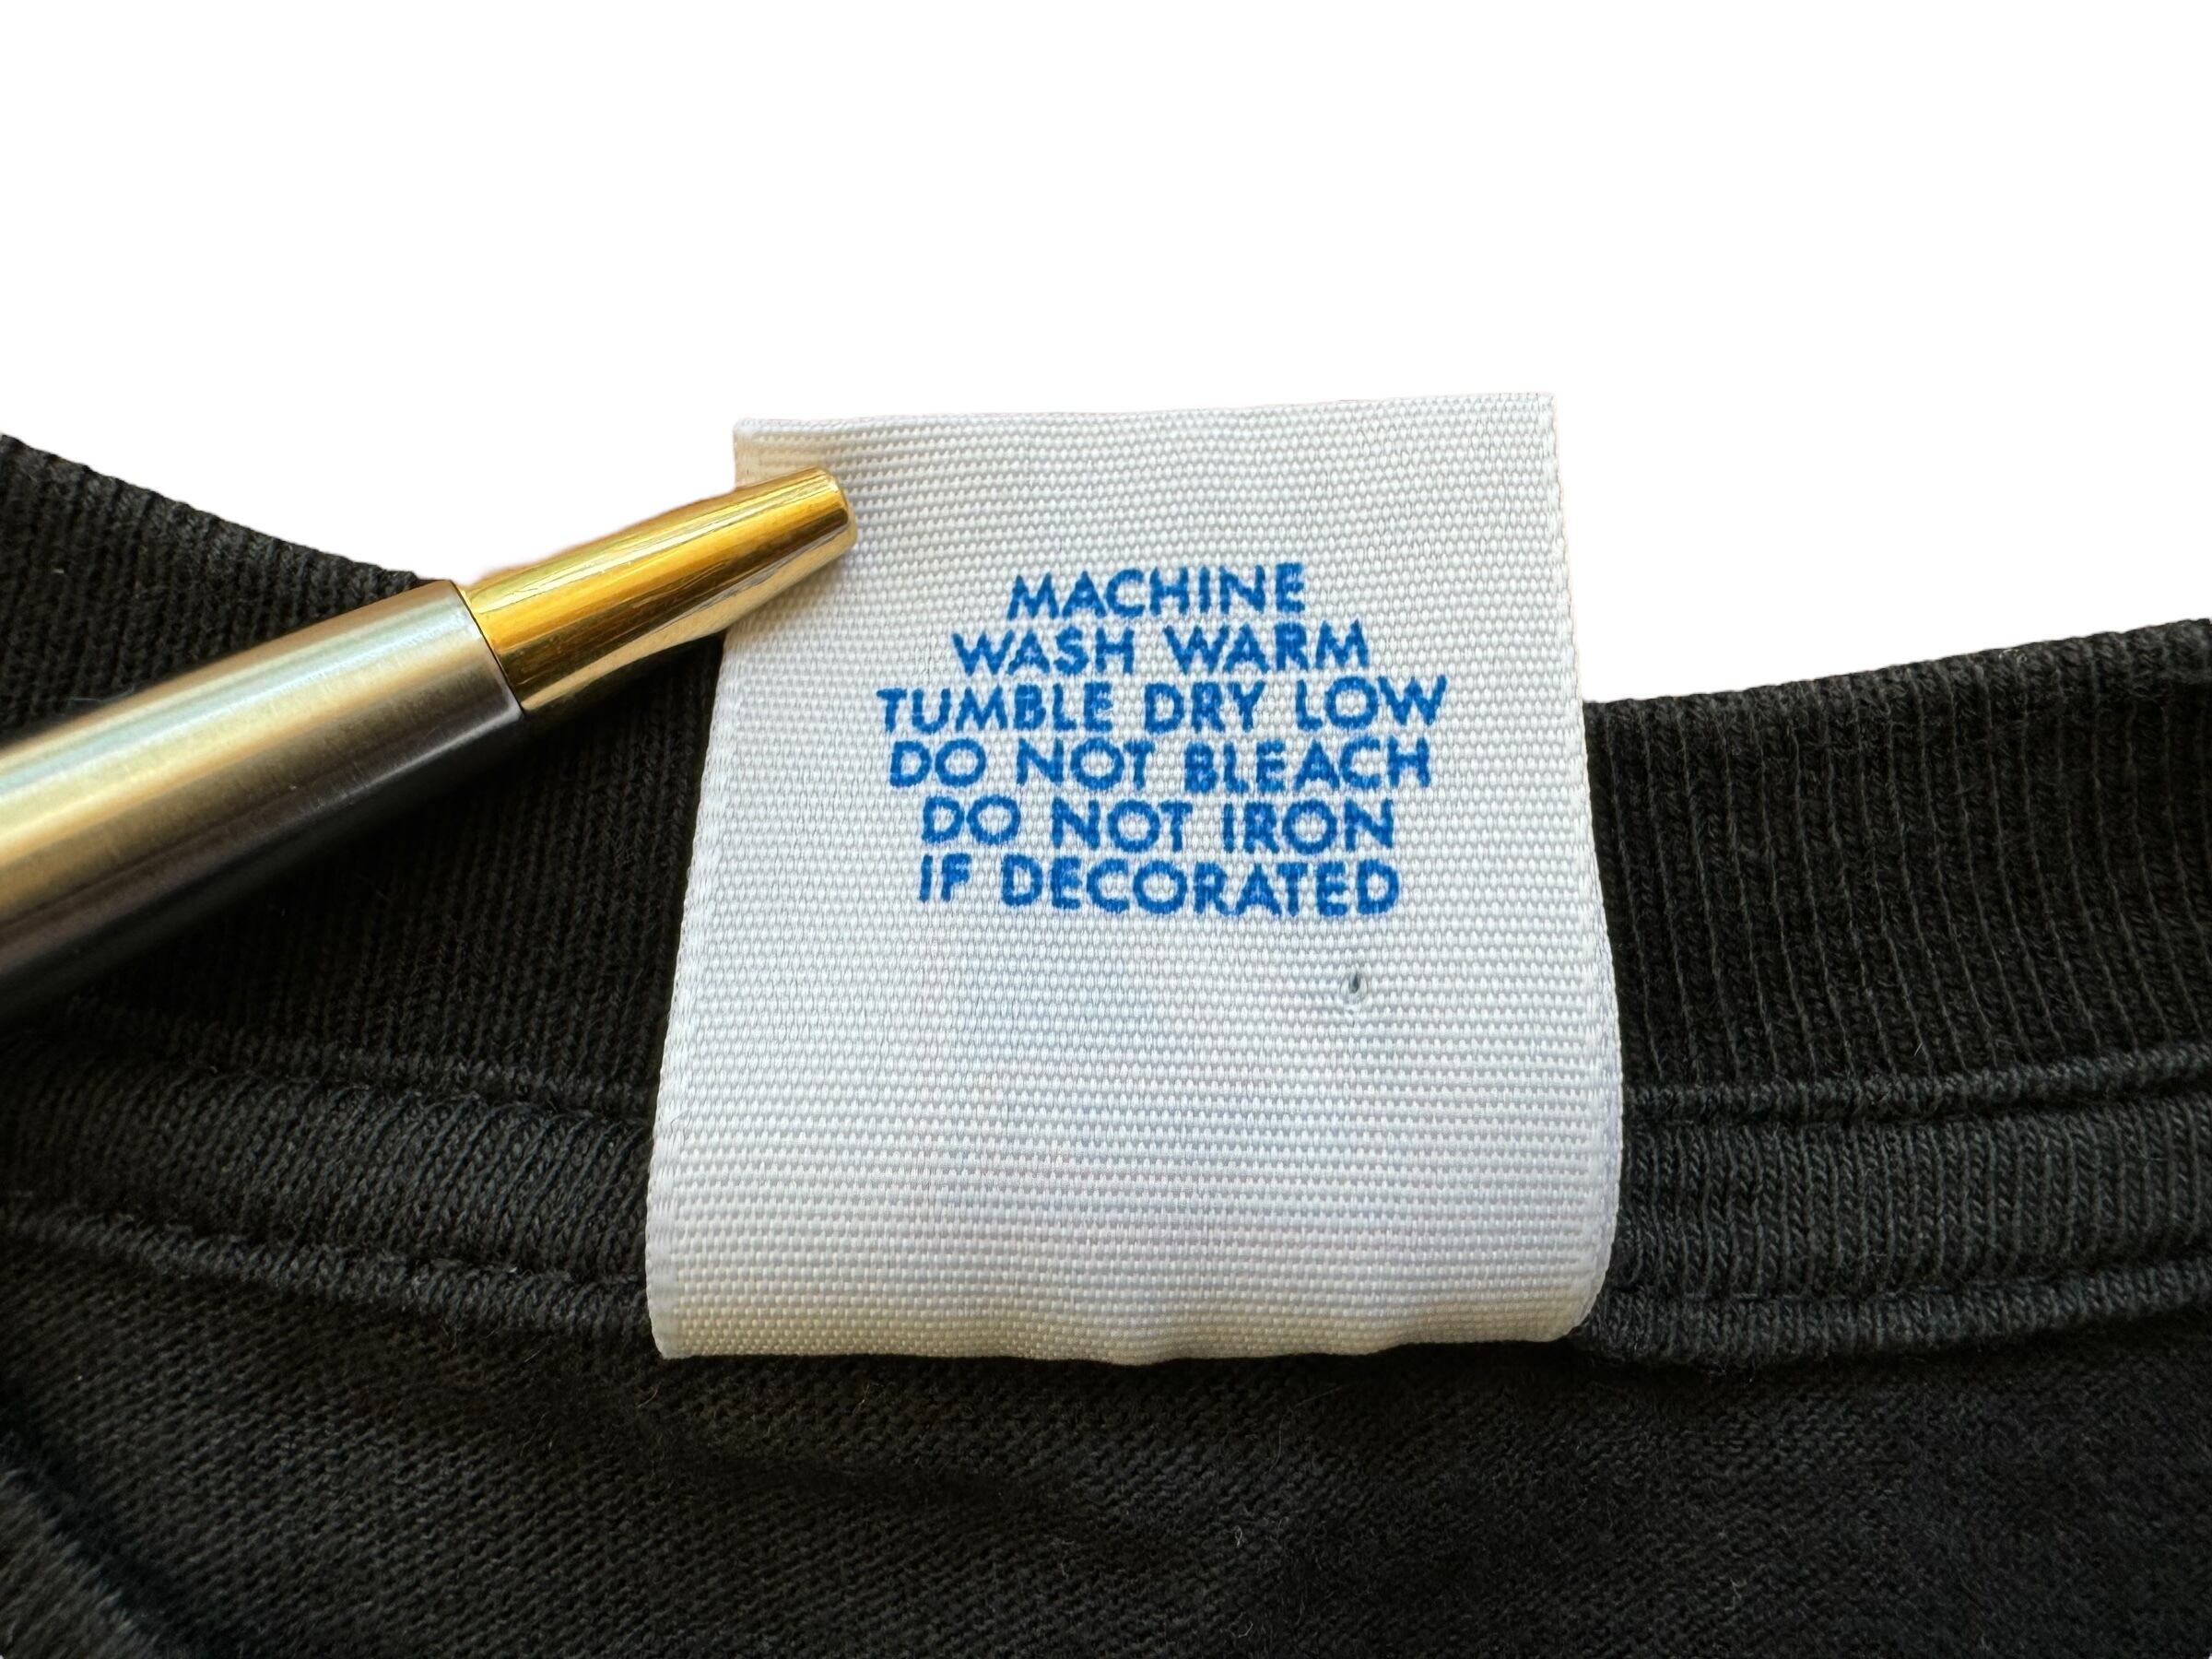 MACHINE
WASH WARM
TUMBLE DRY LOW
DO NOT BLEACH
DO NOT IRON
IF DECORATED